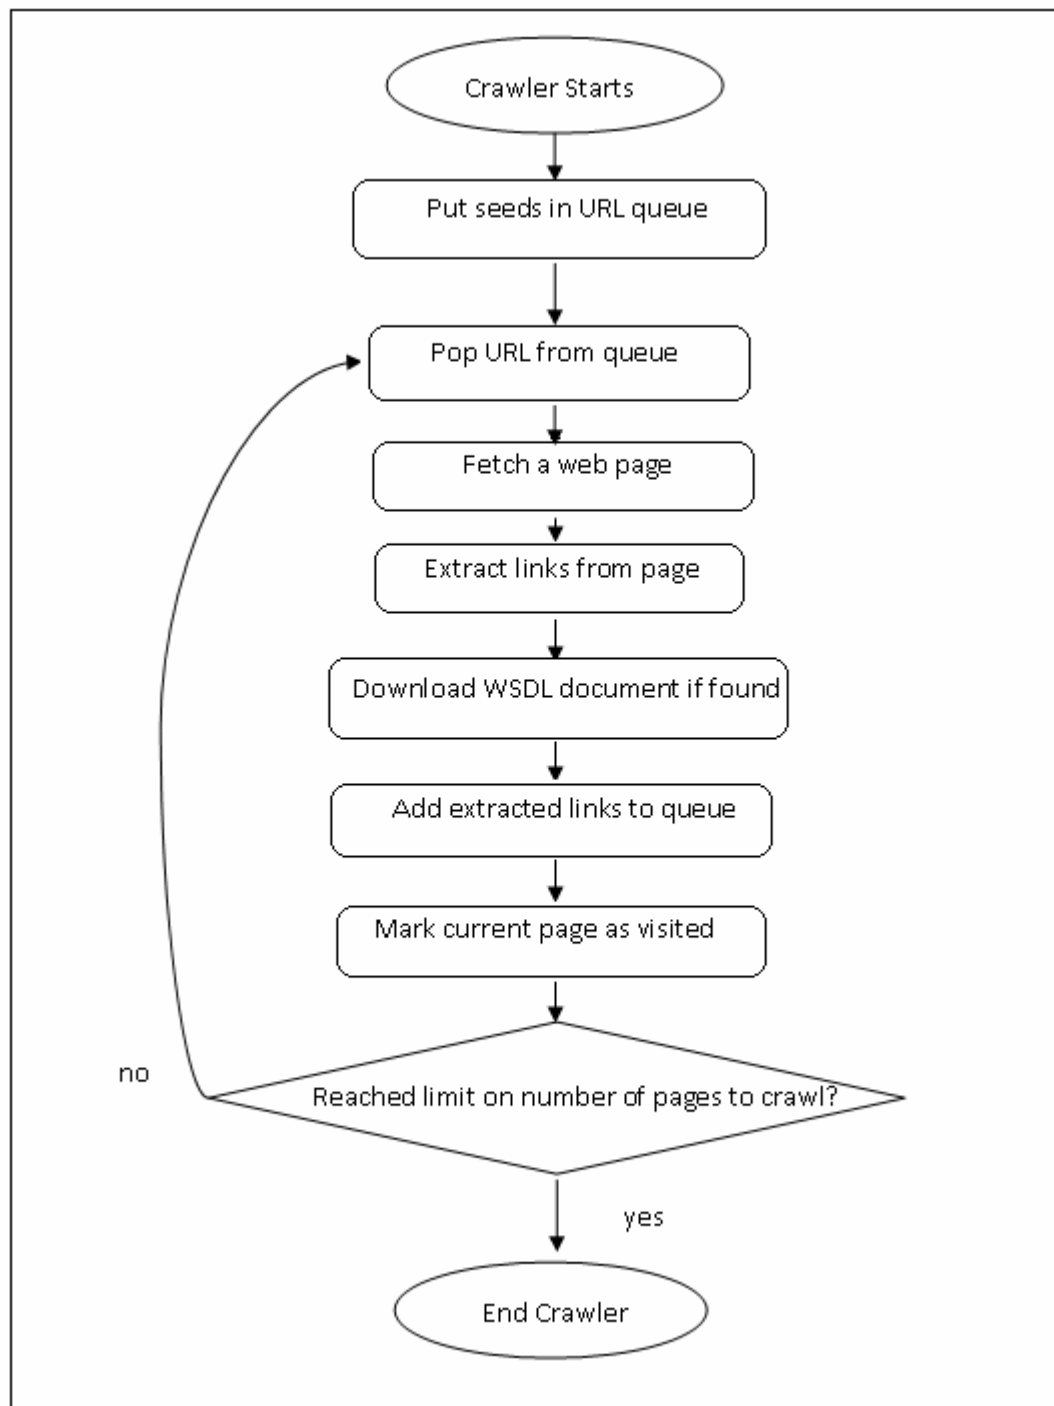 Crawler Starts
Put seeds in URL queue
Pop URL from queue
Fetch a web page
Extract links from page
Download WSDL document if found
Add extracted links to queue
Mark current page as visited
no
Reached limit on number of pages to crawl?
yes
End Crawler